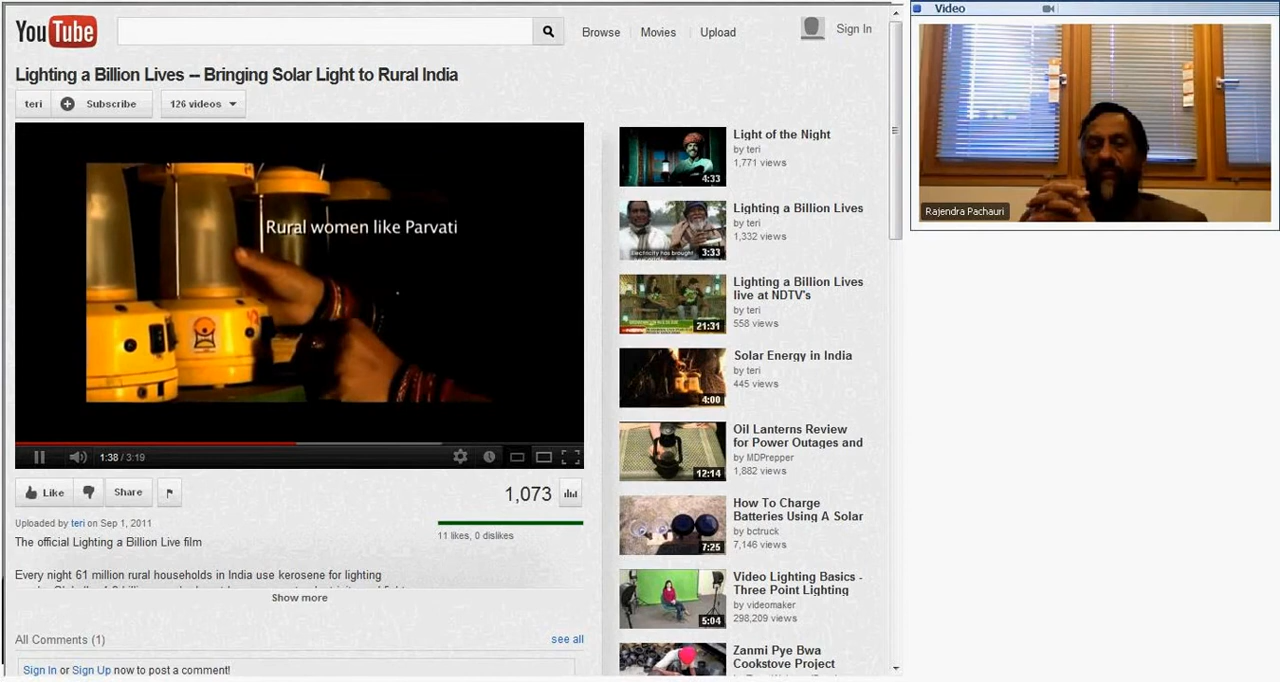 YouTube
Browse
Movies
Upload
Sign In
Lighting a Billion Lives – Bringing Solar Light to Rural India
teri
Subscribe
126 videos
Rural women like Parvati
1:38 / 3:19
Like
Share
1,073
Uploaded by teri on Sep 1, 2011
11 likes, 0 dislikes
The official Lighting a Billion Live film
Every night 61 million rural households in India use kerosene for lighting
Show more
All Comments (1)
see all
Sign In or Sign Up now to post a comment!
Light of the Night
by teri
1,771 views
4:33
Lighting a Billion Lives
by teri
1,332 views
Electricity has brought
3:33
Lighting a Billion Lives
live at NDTV's
by teri
558 views
21:31
Solar Energy in India
by teri
445 views
4:00
Oil Lanterns Review
for Power Outages and
by MDPrepper
1,882 views
12:14
How To Charge
Batteries Using A Solar
by bctruck
7,146 views
7:25
Video Lighting Basics -
Three Point Lighting
by videomaker
298,209 views
5:04
Zanmi Pye Bwa
Cookstove Project
Video
Rajendra Pachauri